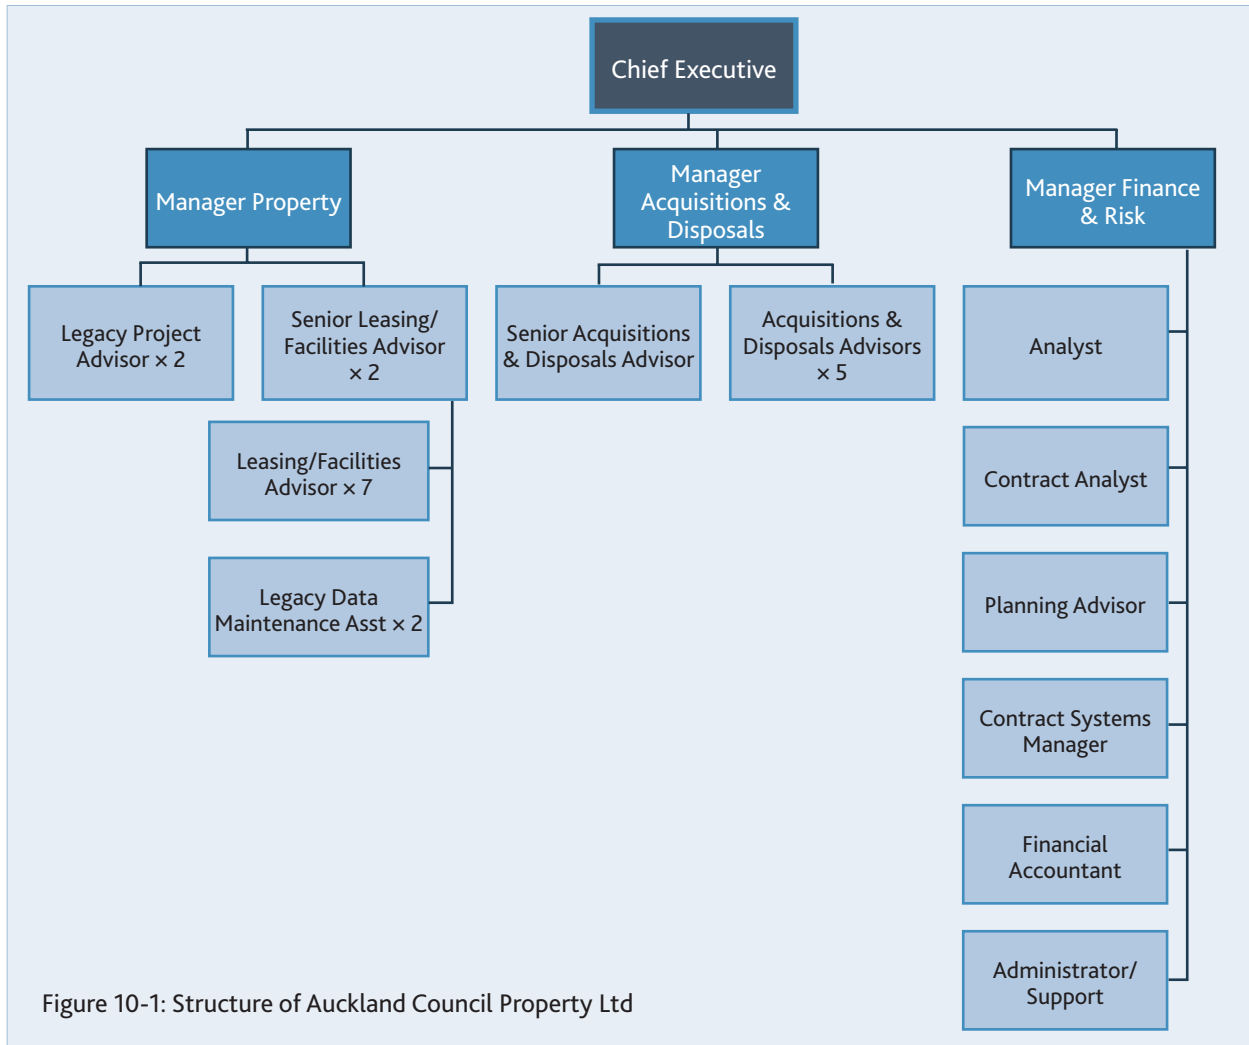 Chief Executive
Manager Property
Manager
Acquisitions &
Disposals
Manager Finance
& Risk
Legacy Project
Advisor × 2
Senior Leasing/
Facilities Advisor
× 2
Senior Acquisitions
& Disposals Advisor
Acquisitions &
Disposals Advisors
× 5
Analyst
Leasing/Facilities
Advisor × 7
Contract Analyst
Legacy Data
Maintenance Asst × 2
Planning Advisor
Contract Systems
Manager
Financial
Accountant
Administrator/
Support
Figure 10-1: Structure of Auckland Council Property Ltd